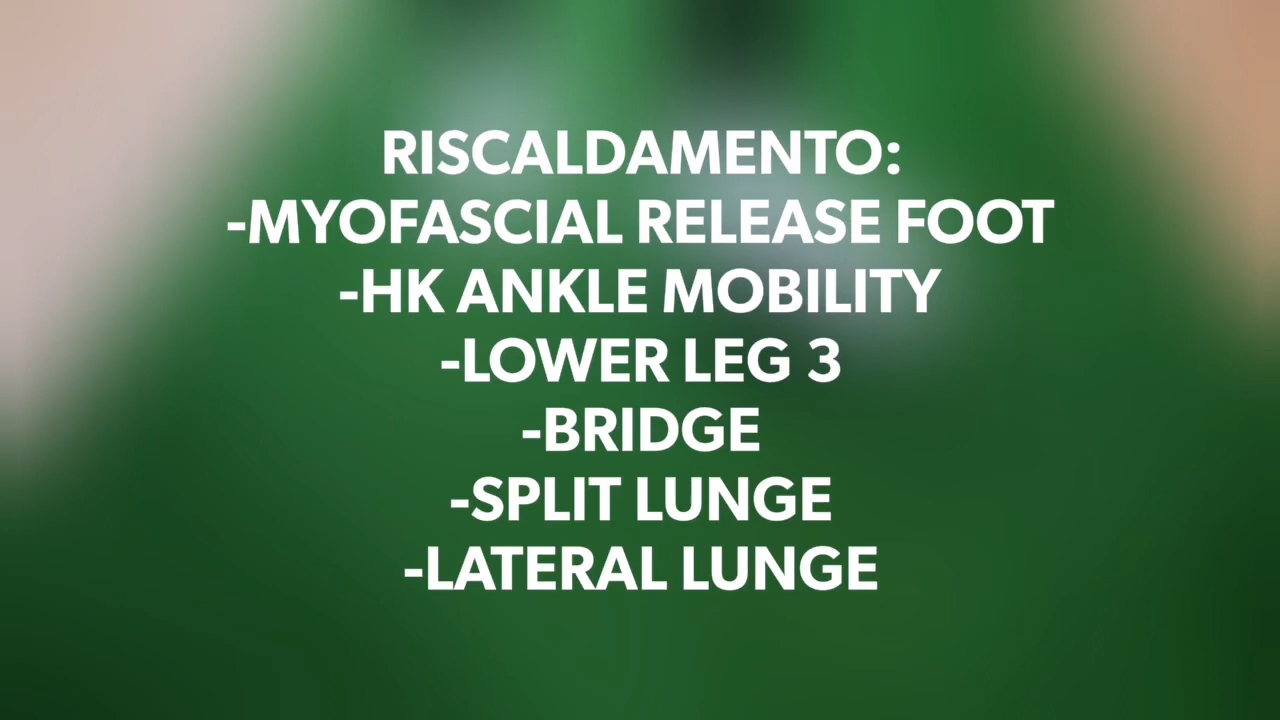 RISCALDAMENTO:
-MYOFASCIAL RELEASE FOOT
-HK ANKLE MOBILITY
-LOWER LEG 3
-BRIDGE
-SPLIT LUNGE
-LATERAL LUNGE